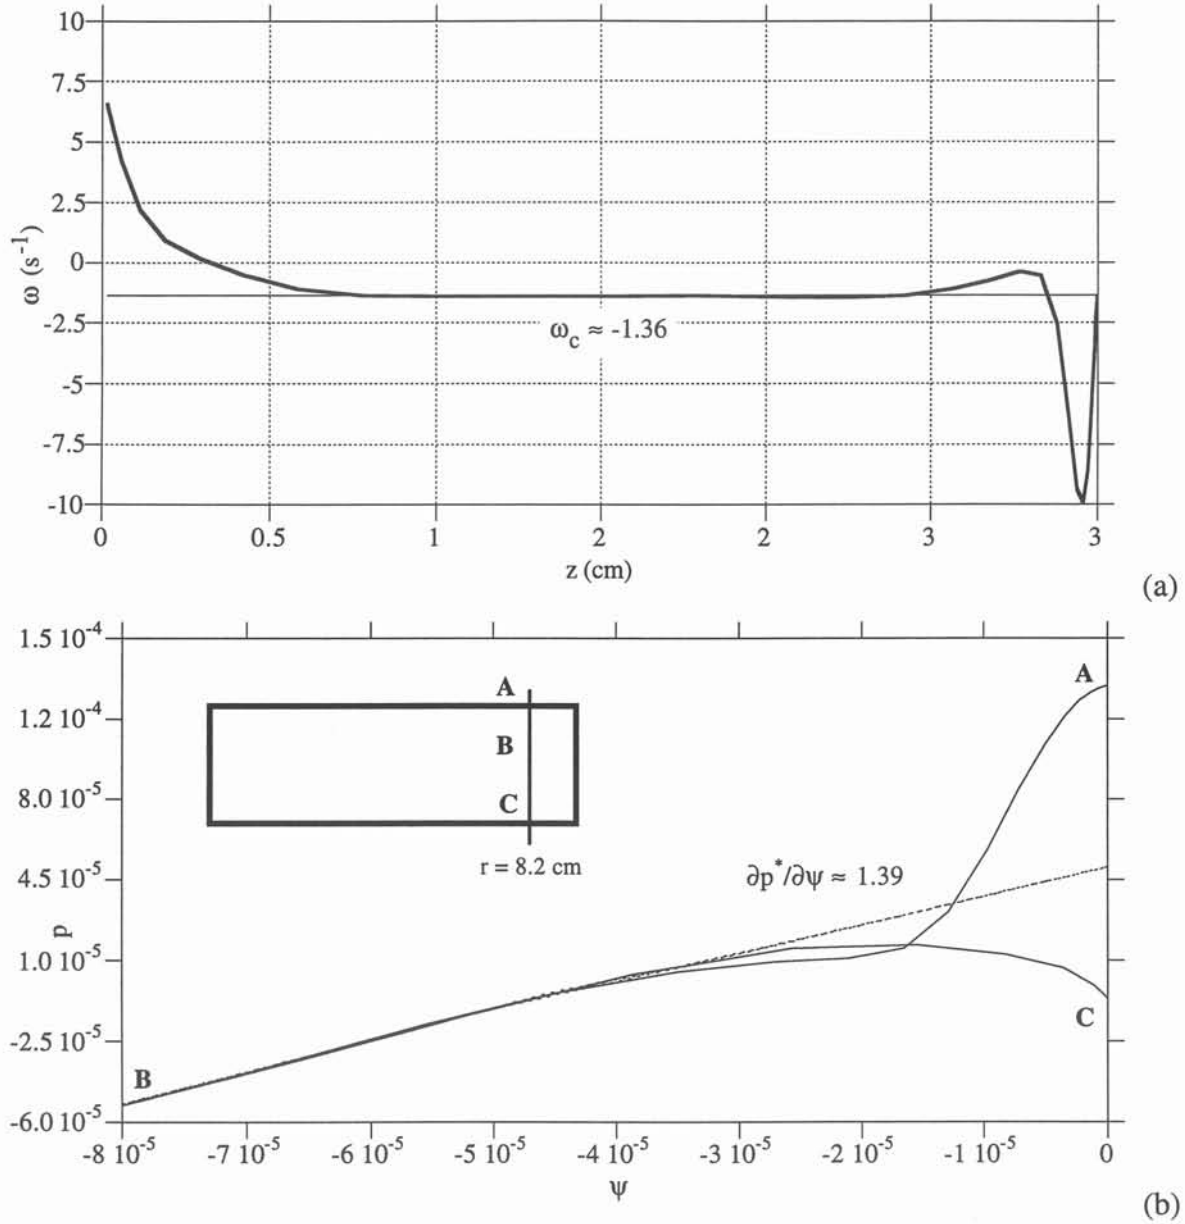 10
7.5
5
2.5
0
-2.5
-5
-7.5
-10
ω (s⁻¹)
ω_c ≈ -1.36
0 0.5 1 2 2 3 3
z (cm)
(a)
1.5 10⁻⁴
1.2 10⁻⁴
8.0 10⁻⁵
4.5 10⁻⁵
1.0 10⁻⁵
-2.5 10⁻⁵
-6.0 10⁻⁵
p
A
B
C
r = 8.2 cm
A
∂p*/∂ψ ≈ 1.39
C
B
-8 10⁻⁵ -7 10⁻⁵ -6 10⁻⁵ -5 10⁻⁵ -4 10⁻⁵ -3 10⁻⁵ -2 10⁻⁵ -1 10⁻⁵ 0
ψ
(b)